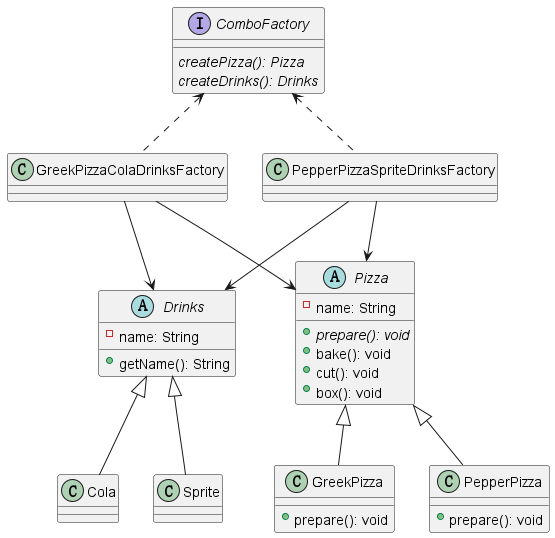 I ComboFactory
createPizza(): Pizza
createDrinks(): Drinks
C GreekPizzaColaDrinksFactory
C PepperPizzaSpriteDrinksFactory
A Drinks
name: String
getName(): String
A Pizza
name: String
prepare(): void
bake(): void
cut(): void
box(): void
C Cola
C Sprite
C GreekPizza
prepare(): void
C PepperPizza
prepare(): void